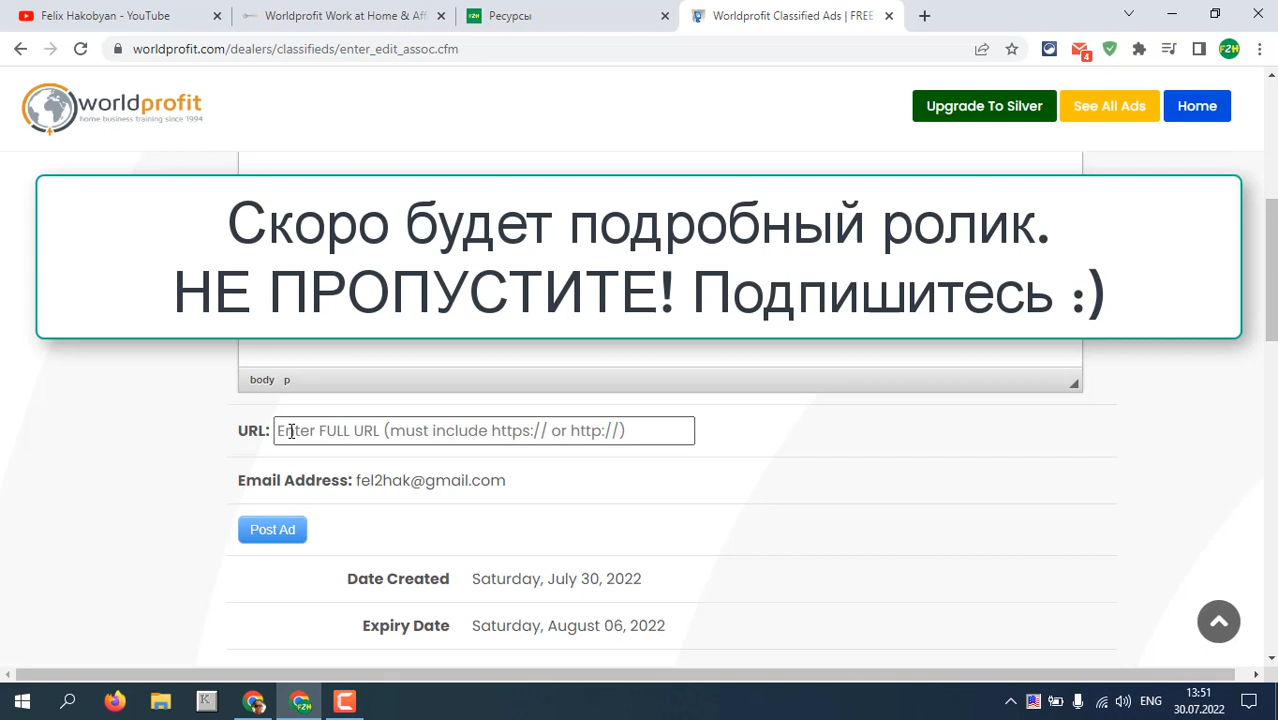 Felix Hakobyan - YouTube
Worldprofit Work at Home & Aff
Ресурсы
Worldprofit Classified Ads | FREE
worldprofit.com/dealers/classifieds/enter_edit_assoc.cfm
4
F2H
worldprofit
home business training since 1994
Upgrade To Silver
See All Ads
Home
Скоро будет подробный ролик.
НЕ ПРОПУСТИТЕ! Подпишитесь :)
body p
URL: Enter FULL URL (must include https:// or http://)
Email Address: fel2hak@gmail.com
Post Ad
Date Created Saturday, July 30, 2022
Expiry Date Saturday, August 06, 2022
ENG
13:51
30.07.2022